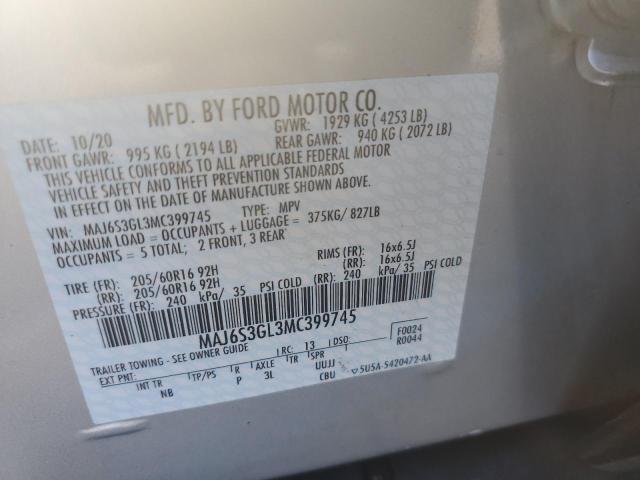 MFD. BY FORD MOTOR CO.
DATE: 10/20 GVWR: 1929 KG (4253 LB)
FRONT GAWR: 995 KG (2194 LB) REAR GAWR: 940 KG (2072 LB)
THIS VEHICLE CONFORMS TO ALL APPLICABLE FEDERAL MOTOR
VEHICLE SAFETY AND THEFT PREVENTION STANDARDS
IN EFFECT ON THE DATE OF MANUFACTURE SHOWN ABOVE.
VIN: MAJ6S3GL3MC399745 TYPE: MPV
MAXIMUM LOAD = OCCUPANTS + LUGGAGE = 375KG/ 827LB
OCCUPANTS = 5 TOTAL; 2 FRONT, 3 REAR
TIRE (FR): 205/60R16 92H RIMS (FR): 16x6.5J
(RR): 205/60R16 92H (RR): 16x6.5J
PRESSURE (FR): 240 kPa/ 35 PSI COLD (RR): 240 kPa/ 35 PSI COLD
MAJ6S3GL3MC399745
TRAILER TOWING - SEE OWNER GUIDE RC: 13 DSO: F0024
R0044
EXT PNT: INT TR TP/PS R AXLE SPR UUJJ
NB P 3L CBU 5U5A-S420472-AA